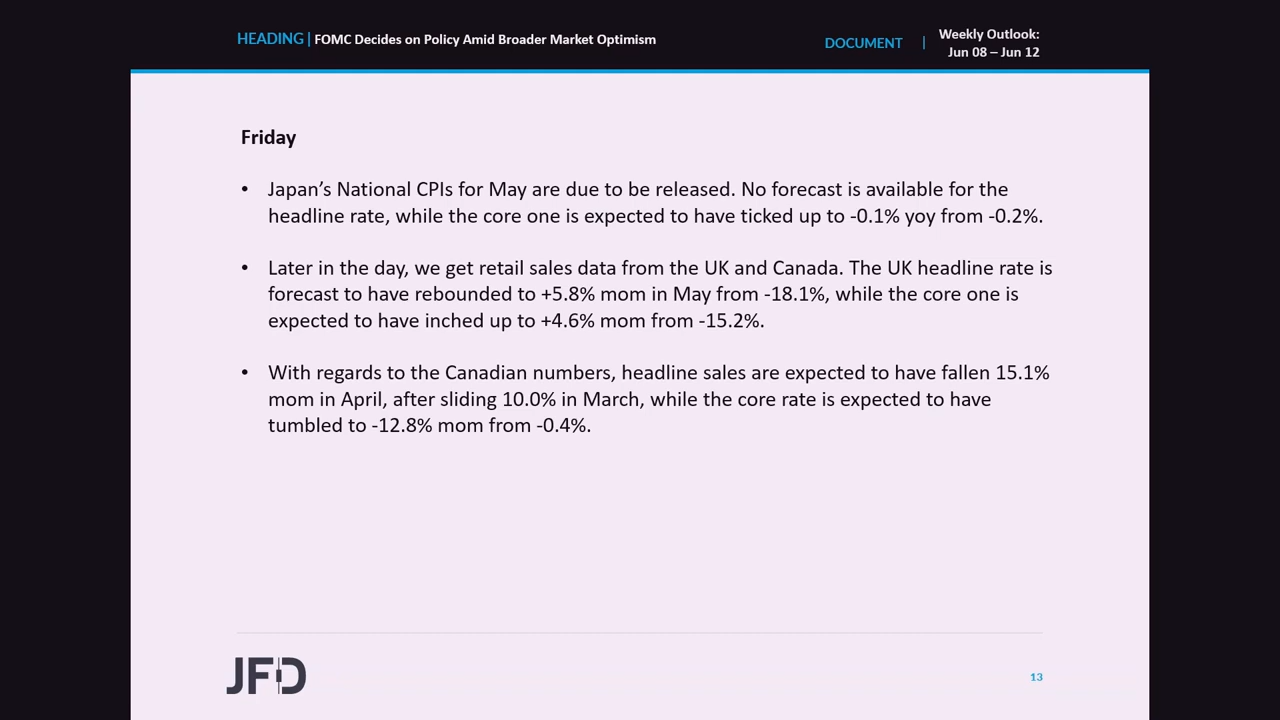 HEADING | FOMC Decides on Policy Amid Broader Market Optimism
DOCUMENT | Weekly Outlook:
Jun 08 – Jun 12
Friday
• Japan’s National CPIs for May are due to be released. No forecast is available for the
headline rate, while the core one is expected to have ticked up to -0.1% yoy from -0.2%.
• Later in the day, we get retail sales data from the UK and Canada. The UK headline rate is
forecast to have rebounded to +5.8% mom in May from -18.1%, while the core one is
expected to have inched up to +4.6% mom from -15.2%.
• With regards to the Canadian numbers, headline sales are expected to have fallen 15.1%
mom in April, after sliding 10.0% in March, while the core rate is expected to have
tumbled to -12.8% mom from -0.4%.
JFD
13